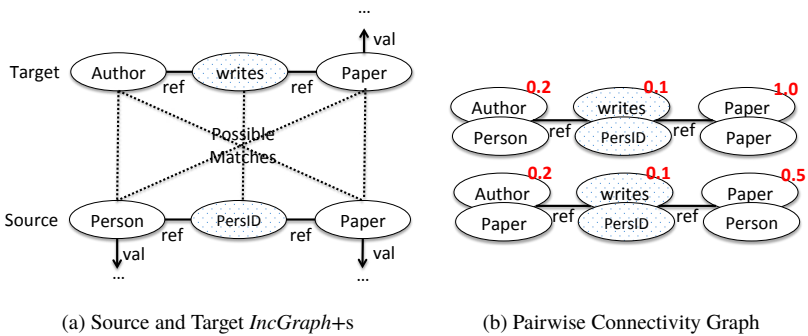 ...
val
Target Author writes Paper
ref ref
Possible
Matches
Source Person PersID Paper
ref ref
val val
... ...
(a) Source and Target IncGraph+s
0.2 0.1 1.0
Author writes Paper
Person ref PersID ref Paper
0.2 0.1 0.5
Author writes Paper
Paper ref PersID ref Person
(b) Pairwise Connectivity Graph